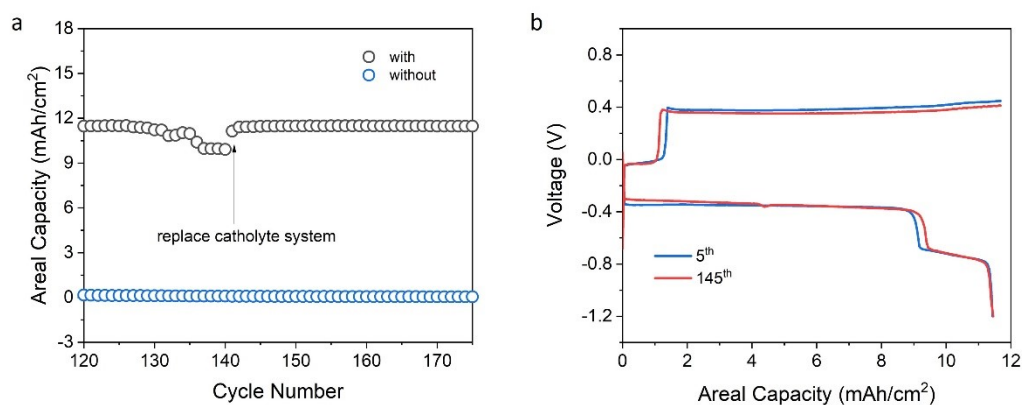 a
18
15
12
9
6
3
0
-3
Areal Capacity (mAh/cm²)
with
without
replace catholyte system
120 130 140 150 160 170
Cycle Number
b
0.8
0.4
0.0
-0.4
-0.8
-1.2
Voltage (V)
5th
145th
0 2 4 6 8 10 12
Areal Capacity (mAh/cm²)